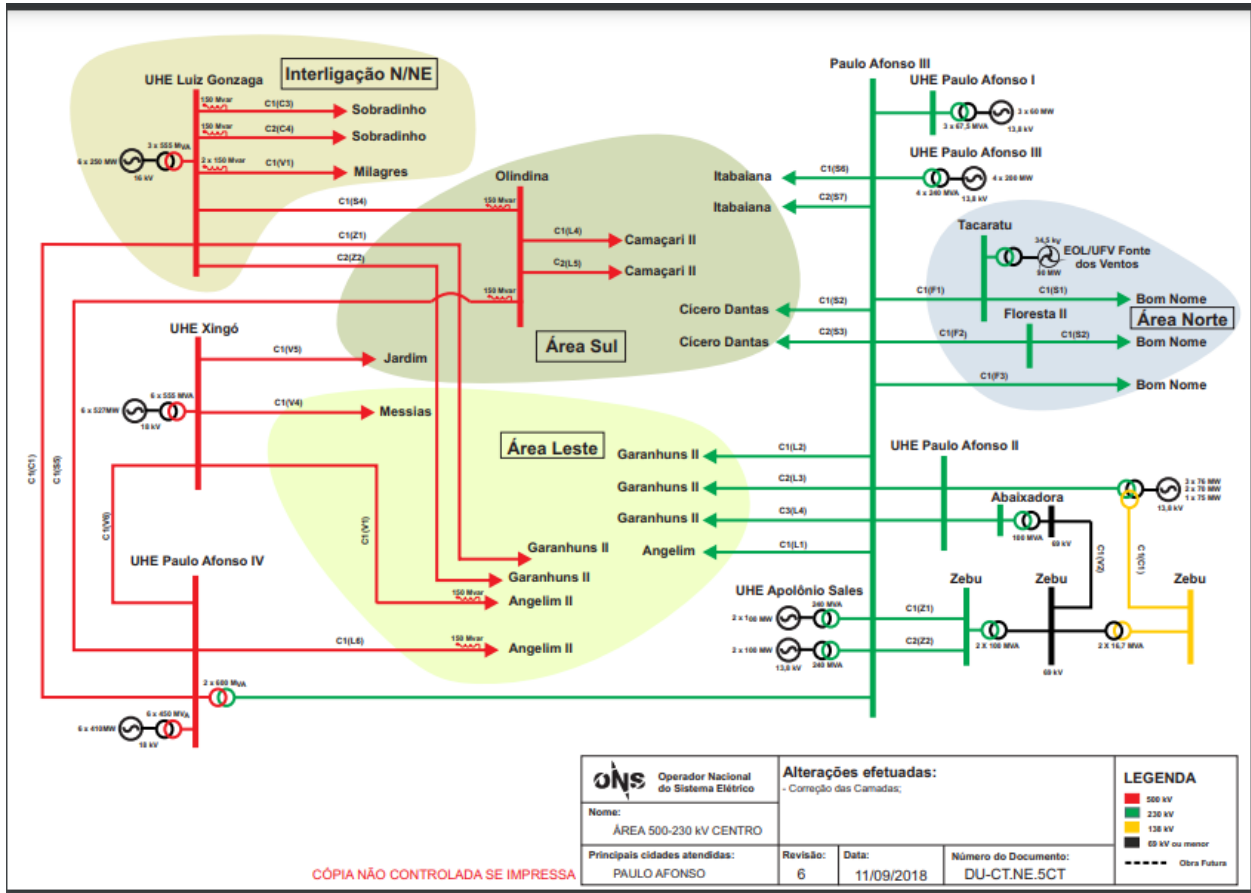 UHE Luiz Gonzaga
Interligação N/NE
150 Mvar
C1(C3)
Sobradinho
150 Mvar
C2(C4)
Sobradinho
3 x 555 MVA
6 x 250 MW
16 kV
2 x 150 Mvar
C1(V1)
Milagres
Olindina
C1(S4)
150 Mvar
C1(L4)
Camaçari II
C1(Z1)
C2(L5)
Camaçari II
C2(Z2)
150 Mvar
Área Sul
UHE Xingó
C1(V5)
Jardim
6 x 555 MVA
6 x 527MW
18 kV
C1(V4)
Messias
Área Leste
C1(C1)
C1(S5)
C1(V6)
C1(V1)
Garanhuns II
Garanhuns II
150 Mvar
Angelim II
UHE Paulo Afonso IV
C1(L6)
150 Mvar
Angelim II
2 x 600 MVA
6 x 450 MVA
6 x 410MW
18 kV
Paulo Afonso III
UHE Paulo Afonso I
3 x 60 MW
3 x 67,5 MVA
13,8 kV
UHE Paulo Afonso III
4 x 200 MW
4 x 240 MVA
13,8 kV
Itabaiana
C1(S6)
Itabaiana
C2(S7)
Tacaratu
34,5 kv
EOL/UFV Fonte
dos Ventos
90 MW
C1(F1)
C1(S1)
Bom Nome
Cicero Dantas
C1(S2)
Floresta II
Área Norte
Cicero Dantas
C2(S3)
C1(F2)
C1(S2)
Bom Nome
C1(F3)
Bom Nome
Garanhuns II
C1(L2)
UHE Paulo Afonso II
Garanhuns II
C2(L3)
3 x 76 MW
2 x 78 MW
1 x 75 MW
13,8 kV
Garanhuns II
C3(L4)
Abaixadora
100 MVA
69 kV
Angelim
C1(L1)
C1(V2)
C1(C1)
UHE Apolônio Sales
240 MVA
2 x 100 MW
C1(Z1)
Zebu
Zebu
Zebu
2 x 100 MW
13,8 kV
240 MVA
C2(Z2)
2 X 100 MVA
69 kV
2 X 16,7 MVA
ONS
Operador Nacional
do Sistema Elétrico
Alterações efetuadas:
- Correção das Camadas;
LEGENDA
500 kV
230 kV
138 kV
69 kV ou menor
Obra Futura
Nome:
ÁREA 500-230 kV CENTRO
Principais cidades atendidas:
PAULO AFONSO
Revisão:
6
Data:
11/09/2018
Número do Documento:
DU-CT.NE.5CT
CÓPIA NÃO CONTROLADA SE IMPRESSA